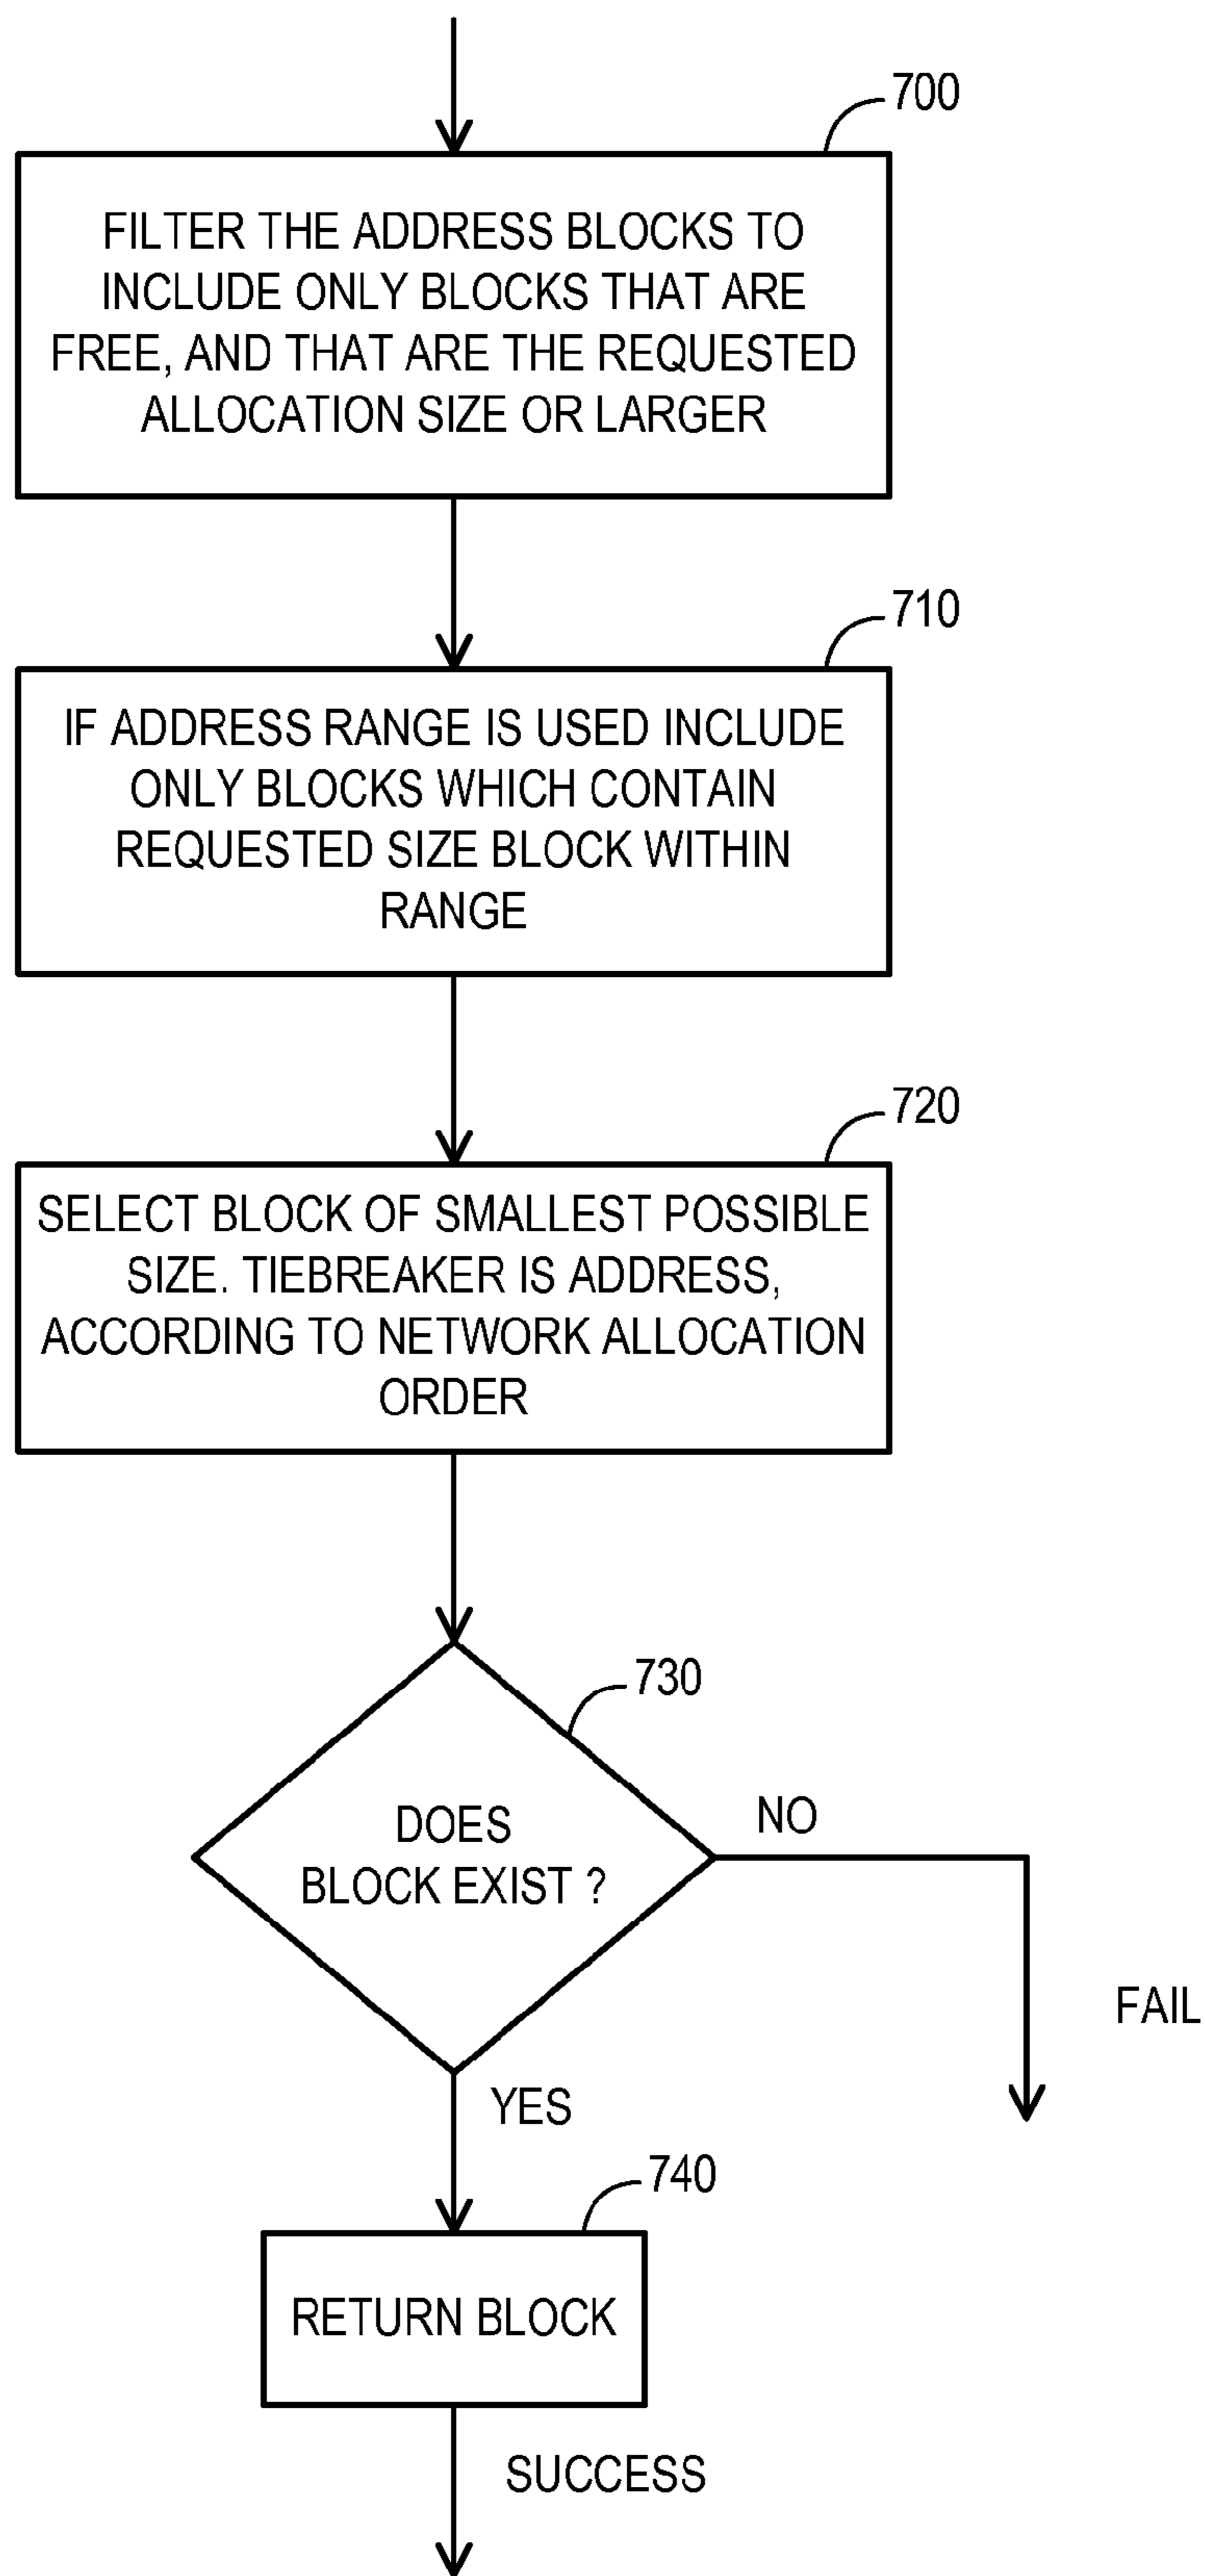 700
FILTER THE ADDRESS BLOCKS TO
INCLUDE ONLY BLOCKS THAT ARE
FREE, AND THAT ARE THE REQUESTED
ALLOCATION SIZE OR LARGER
710
IF ADDRESS RANGE IS USED INCLUDE
ONLY BLOCKS WHICH CONTAIN
REQUESTED SIZE BLOCK WITHIN
RANGE
720
SELECT BLOCK OF SMALLEST POSSIBLE
SIZE. TIEBREAKER IS ADDRESS,
ACCORDING TO NETWORK ALLOCATION
ORDER
730
DOES
BLOCK EXIST ?
NO
FAIL
YES
740
RETURN BLOCK
SUCCESS